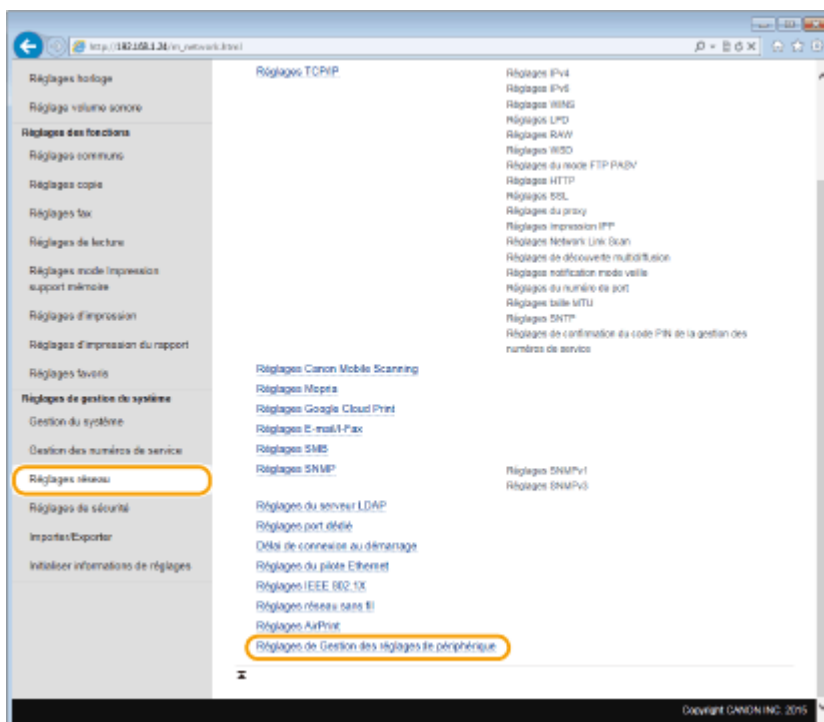 http://192.168.1.24/m_network.html
Réglages horloge
Réglage volume sonore
Réglages des fonctions
Réglages communs
Réglages copie
Réglages fax
Réglages de lecture
Réglages mode impression
support mémoire
Réglages d'impression
Réglages d'impression du rapport
Réglages favoris
Réglages de gestion du système
Gestion du système
Gestion des numéros de service
Réglages réseau
Réglages de sécurité
Importer/Exporter
Initialiser informations de réglages
Réglages TCP/IP
Réglages IPv4
Réglages IPv6
Réglages WINS
Réglages LPD
Réglages RAW
Réglages WSD
Réglages du mode FTP PASV
Réglages HTTP
Réglages SSL
Réglages du proxy
Réglages impression IPP
Réglages Network Link Scan
Réglages de découverte multidiffusion
Réglages notification mode veille
Réglages du numéro de port
Réglages taille MTU
Réglages SNTP
Réglages de confirmation du code PIN de la gestion des
numéros de service
Réglages Canon Mobile Scanning
Réglages Mopria
Réglages Google Cloud Print
Réglages E-mail/I-Fax
Réglages SMB
Réglages SNMP
Réglages SNMPv1
Réglages SNMPv3
Réglages du serveur LDAP
Réglages port dédié
Délai de connexion au démarrage
Réglages du pilote Ethernet
Réglages IEEE 802.1X
Réglages réseau sans fil
Réglages AirPrint
Réglages de Gestion des réglages de périphérique
Copyright CANON INC. 2015